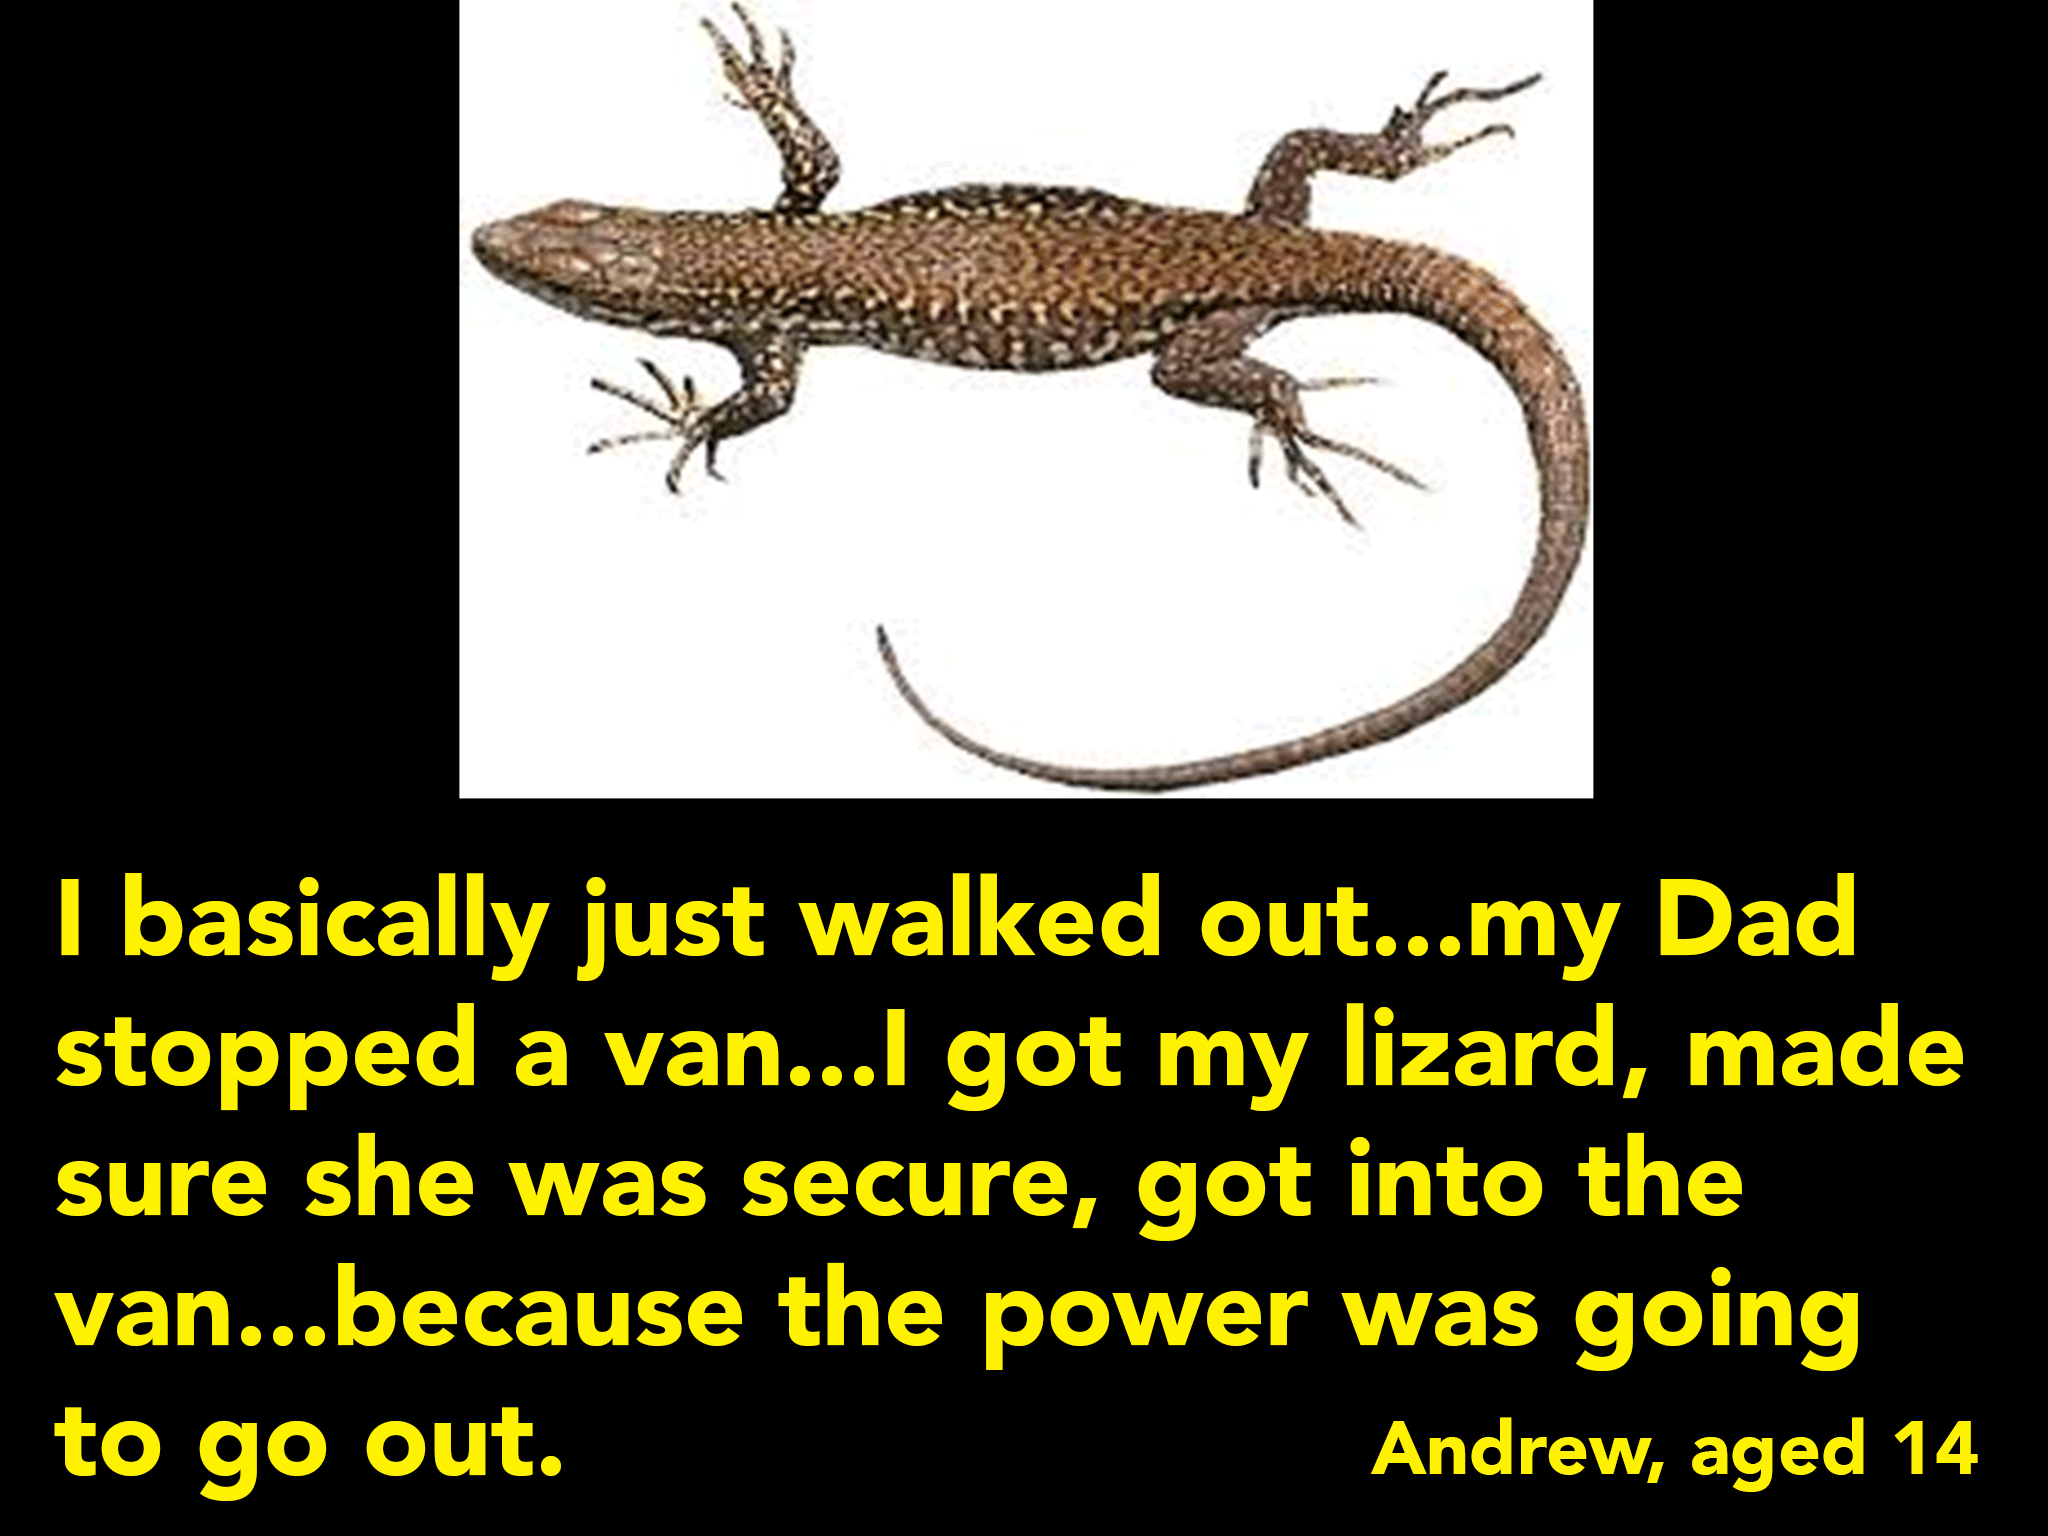 I basically just walked out...my Dad
stopped a van...I got my lizard, made
sure she was secure, got into the
van...because the power was going
to go out.
Andrew, aged 14